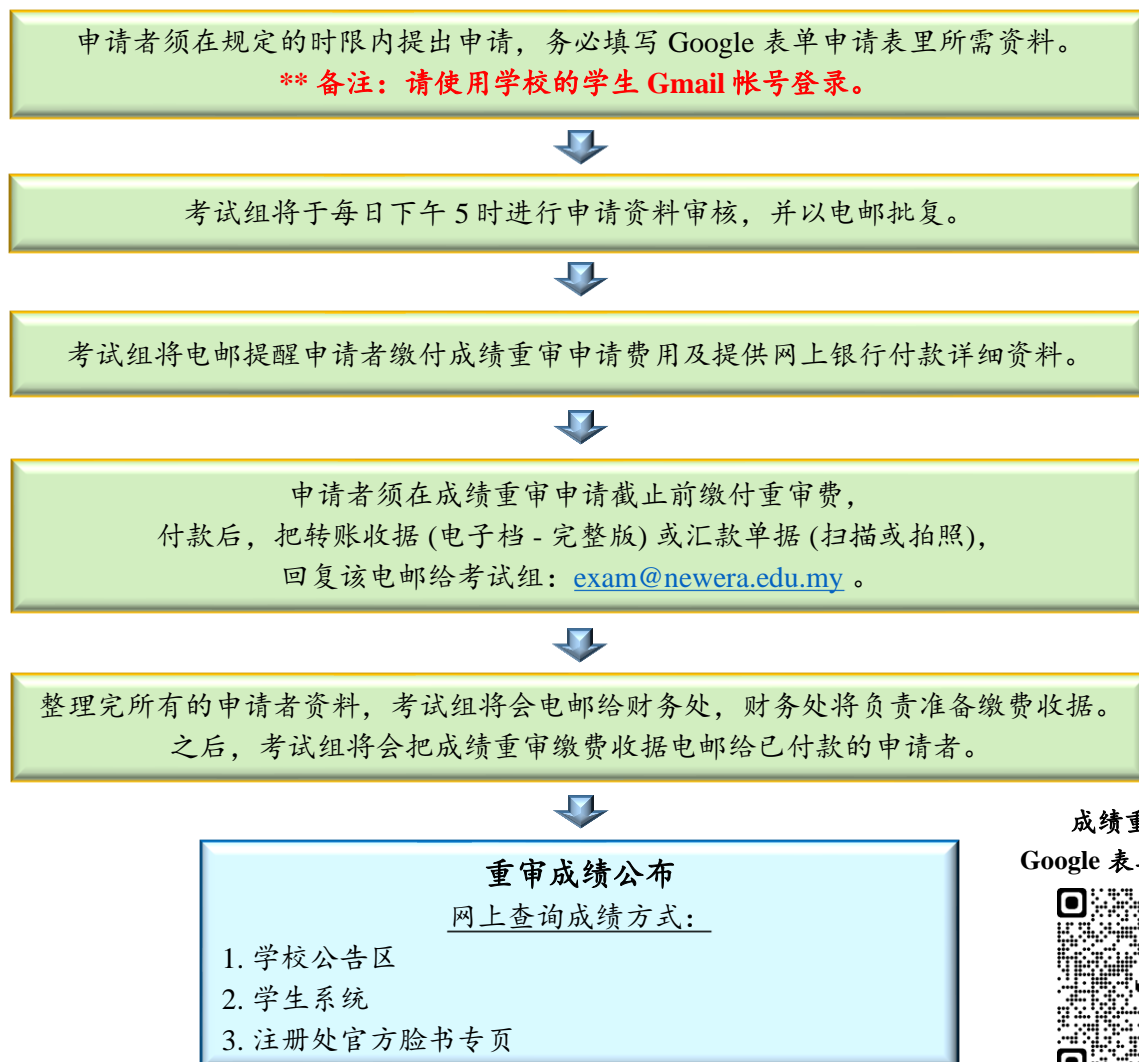 申请者须在规定的时限内提出申请，务必填写 Google 表单申请表里所需资料。
** 备注：请使用学校的学生 Gmail 帐号登录。
考试组将于每日下午 5 时进行申请资料审核，并以电邮批复。
考试组将电邮提醒申请者缴付成绩重审申请费用及提供网上银行付款详细资料。
申请者须在成绩重审申请截止前缴付重审费，
付款后，把转账收据 (电子档 - 完整版) 或汇款单据 (扫描或拍照),
回复该电邮给考试组：exam@newera.edu.my 。
整理完所有的申请者资料，考试组将会电邮给财务处，财务处将负责准备缴费收据。
之后，考试组将会把成绩重审缴费收据电邮给已付款的申请者。
重审成绩公布
网上查询成绩方式：
1. 学校公告区
2. 学生系统
3. 注册处官方脸书专页
成绩重
Google 表